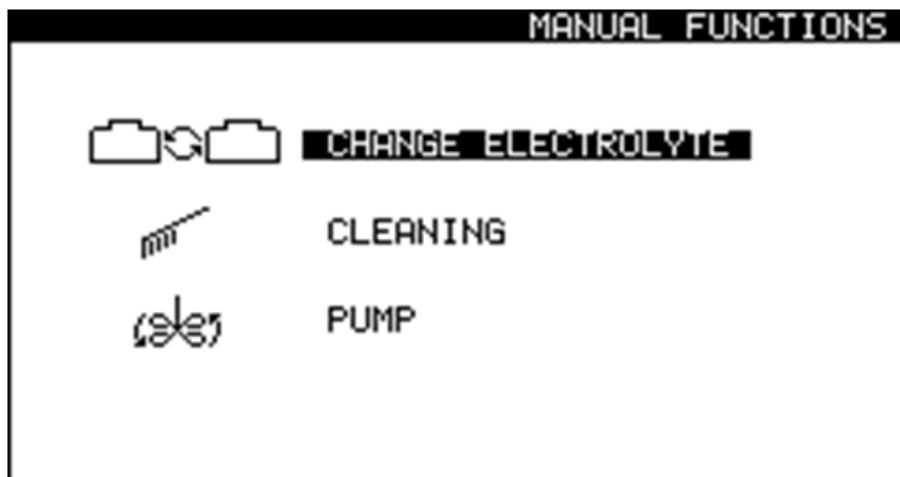 MANUAL FUNCTIONS
CHANGE ELECTROLYTE
CLEANING
PUMP